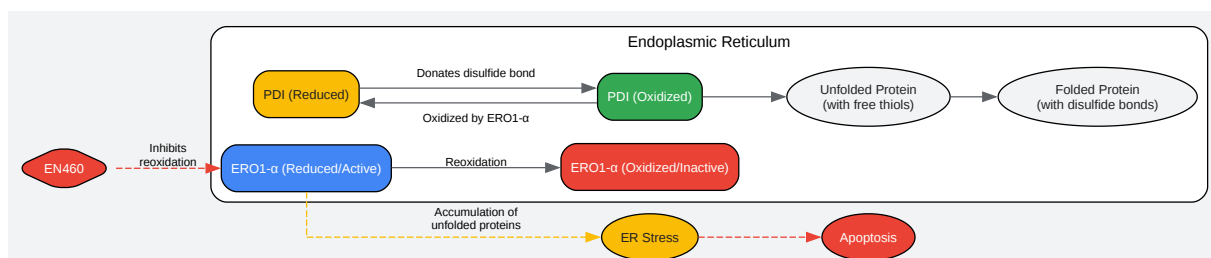 Endoplasmic Reticulum
Donates disulfide bond
PDI (Reduced)
PDI (Oxidized)
Unfolded Protein
(with free thiols)
Folded Protein
(with disulfide bonds)
Oxidized by ERO1-α
EN460
Inhibits
reoxidation
ERO1-α (Reduced/Active)
Reoxidation
ERO1-α (Oxidized/Inactive)
Accumulation of
unfolded proteins
ER Stress
Apoptosis